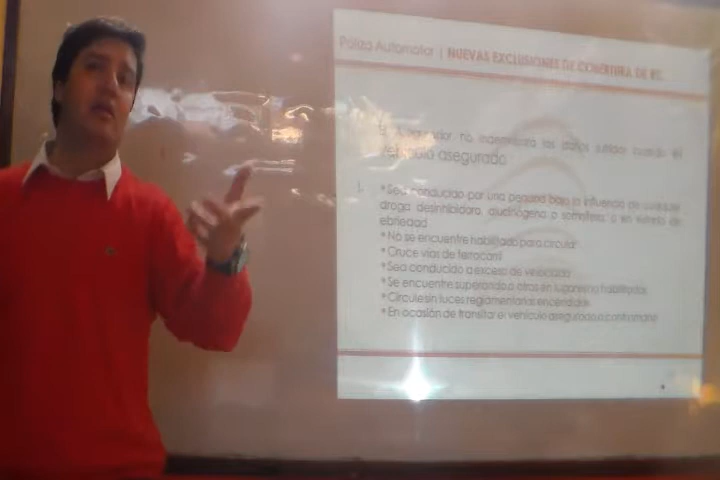 Póliza Automotor | NUEVAS EXCLUSIONES DE COBERTURA DE RC
El Asegurador no indemnizará los daños sufridos cuando el
vehículo asegurado
1. *Sea conducido por una persona bajo la influencia de cualquier
droga desinhibidora, alucinógena o somnífera, o en estado de
ebriedad
*No se encuentre habilitado para circular
*Cruce vías de ferrocarril
*Sea conducido a exceso de velocidad
*Se encuentre superando a otros en lugares no habilitados
*Circule sin luces reglamentarias encendidas
*En ocasión de transitar el vehículo asegurado a contramano